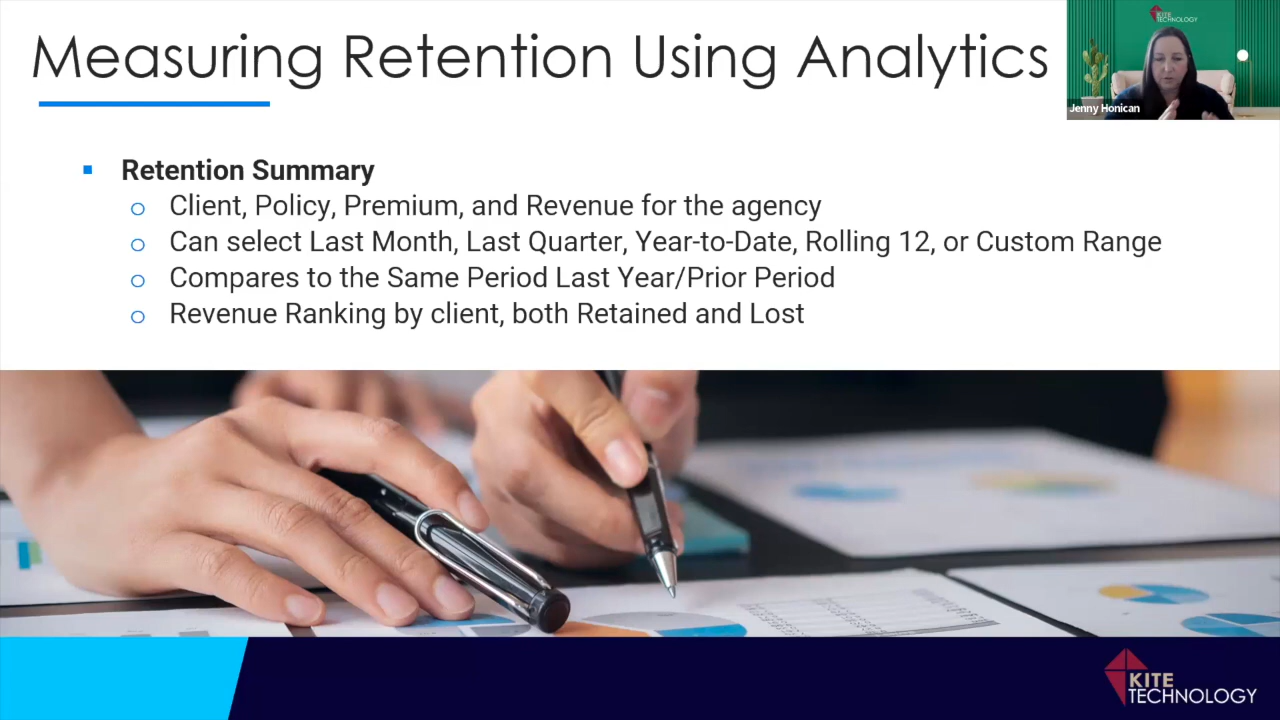 Measuring Retention Using Analytics
KITE
TECHNOLOGY
Jenny Honican
Retention Summary
Client, Policy, Premium, and Revenue for the agency
Can select Last Month, Last Quarter, Year-to-Date, Rolling 12, or Custom Range
Compares to the Same Period Last Year/Prior Period
Revenue Ranking by client, both Retained and Lost
KITE
TECHNOLOGY